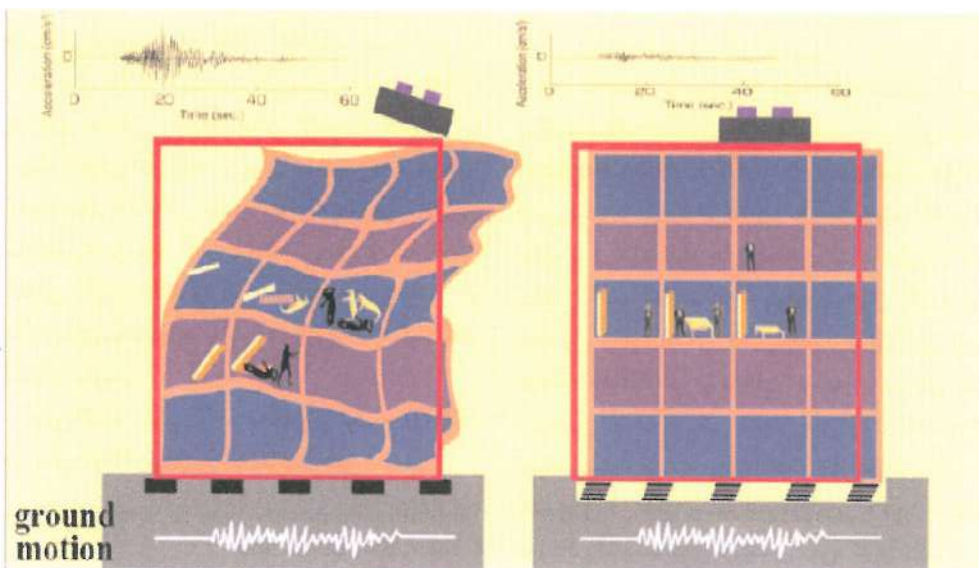 Acceleration (cm/s²)
0
0
20
40
60
Time (sec.)
Acceleration (cm/s²)
0
0
20
40
60
Time (sec.)
ground
motion